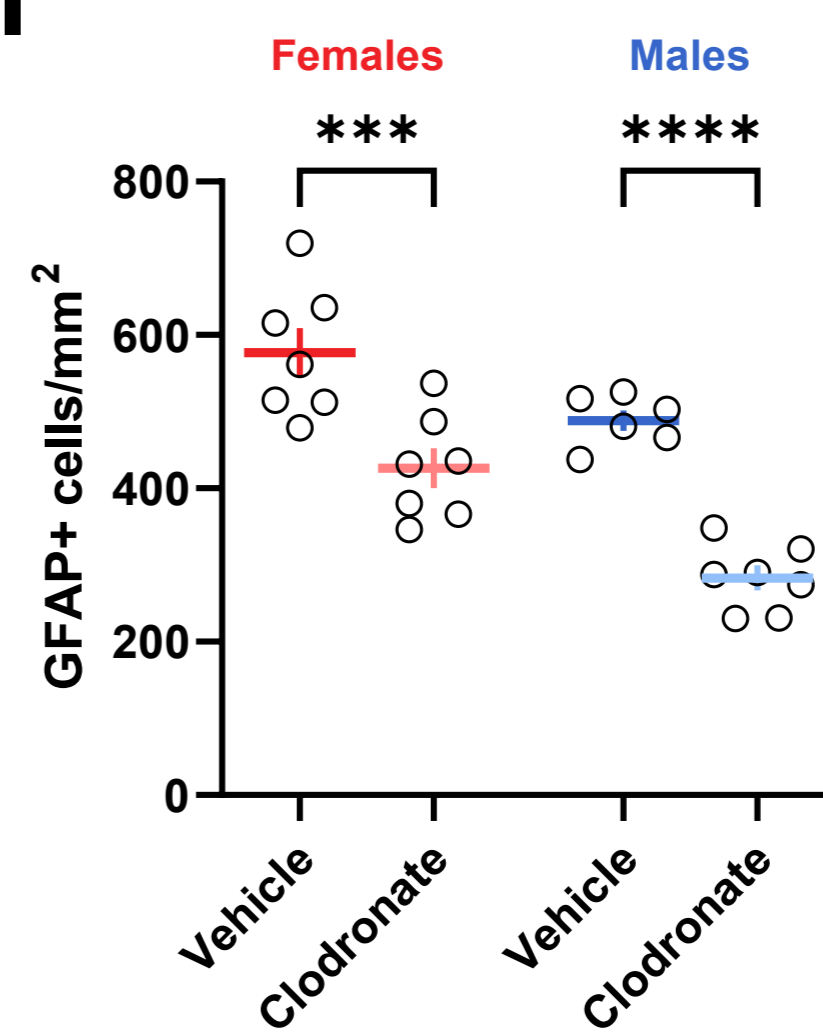 Females Males
*** ****
GFAP+ cells/mm²
800
600
400
200
0
Vehicle
Clodronate
Vehicle
Clodronate